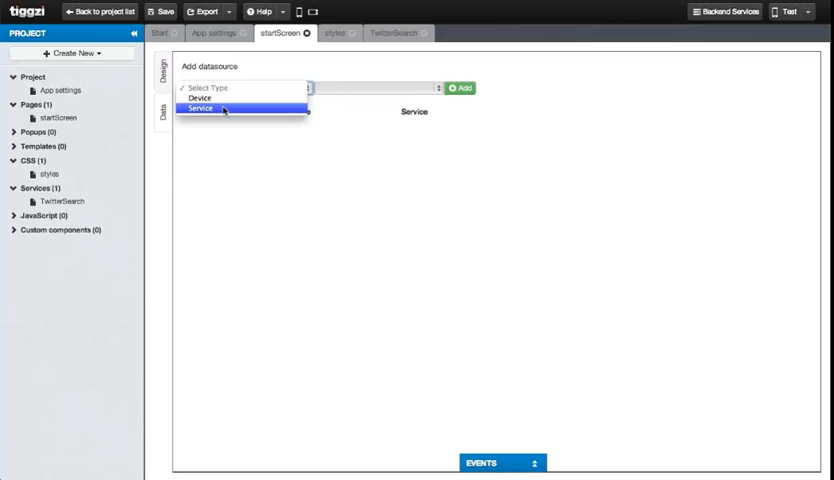 tiggzi
Back to project list
Save
Export
Help
Backend Services
Test
PROJECT
Start
App settings
startScreen
styles
TwitterSearch
Create New
Project
App settings
Pages (1)
startScreen
Popups (0)
Templates (0)
CSS (1)
styles
Services (1)
TwitterSearch
JavaScript (0)
Custom components (0)
Design
Data
Add datasource
Select Type
Device
Service
Add
Service
EVENTS